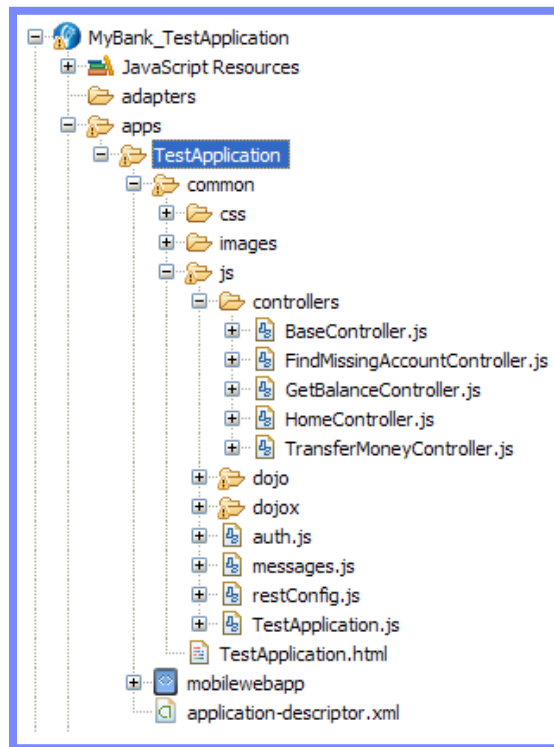 MyBank_TestApplication
JavaScript Resources
adapters
apps
TestApplication
common
css
images
js
controllers
BaseController.js
FindMissingAccountController.js
GetBalanceController.js
HomeController.js
TransferMoneyController.js
dojo
dojox
auth.js
messages.js
restConfig.js
TestApplication.js
TestApplication.html
mobilewebapp
application-descriptor.xml